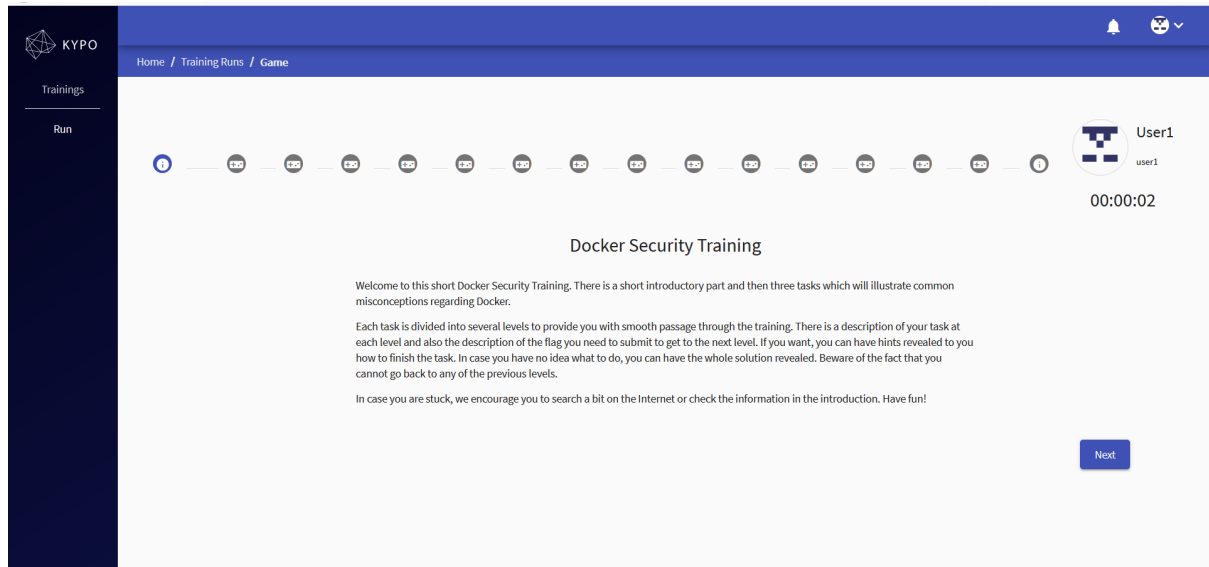 KYPO
Home / Training Runs / Game
Trainings
Run
User1
user1
00:00:02
Docker Security Training
Welcome to this short Docker Security Training. There is a short introductory part and then three tasks which will illustrate common
misconceptions regarding Docker.
Each task is divided into several levels to provide you with smooth passage through the training. There is a description of your task at
each level and also the description of the flag you need to submit to get to the next level. If you want, you can have hints revealed to you
how to finish the task. In case you have no idea what to do, you can have the whole solution revealed. Beware of the fact that you
cannot go back to any of the previous levels.
In case you are stuck, we encourage you to search a bit on the Internet or check the information in the introduction. Have fun!
Next